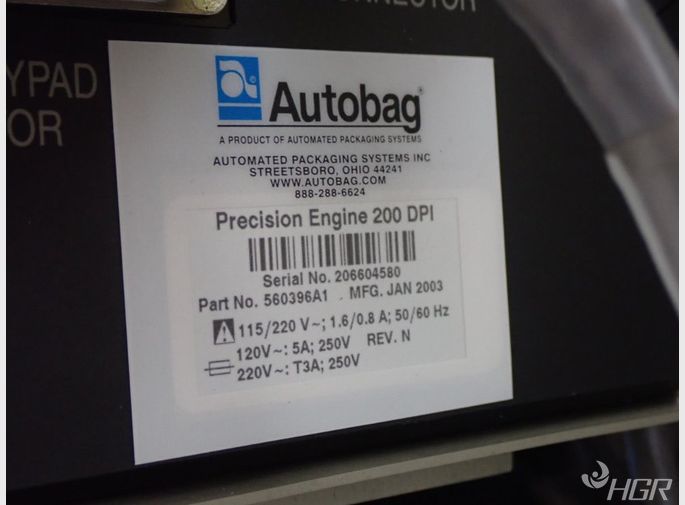 CONNECTOR
YPAD
OR
a
Autobag®
A PRODUCT OF AUTOMATED PACKAGING SYSTEMS
AUTOMATED PACKAGING SYSTEMS INC
STREETSBORO, OHIO 44241
WWW.AUTOBAG.COM
888-288-6624
Precision Engine 200 DPI
Serial No. 206604580
Part No. 560396A1 MFG. JAN 2003
115/220 V~; 1.6/0.8 A; 50/60 Hz
120V~: 5A; 250V REV. N
220V~: T3A; 250V
HGR